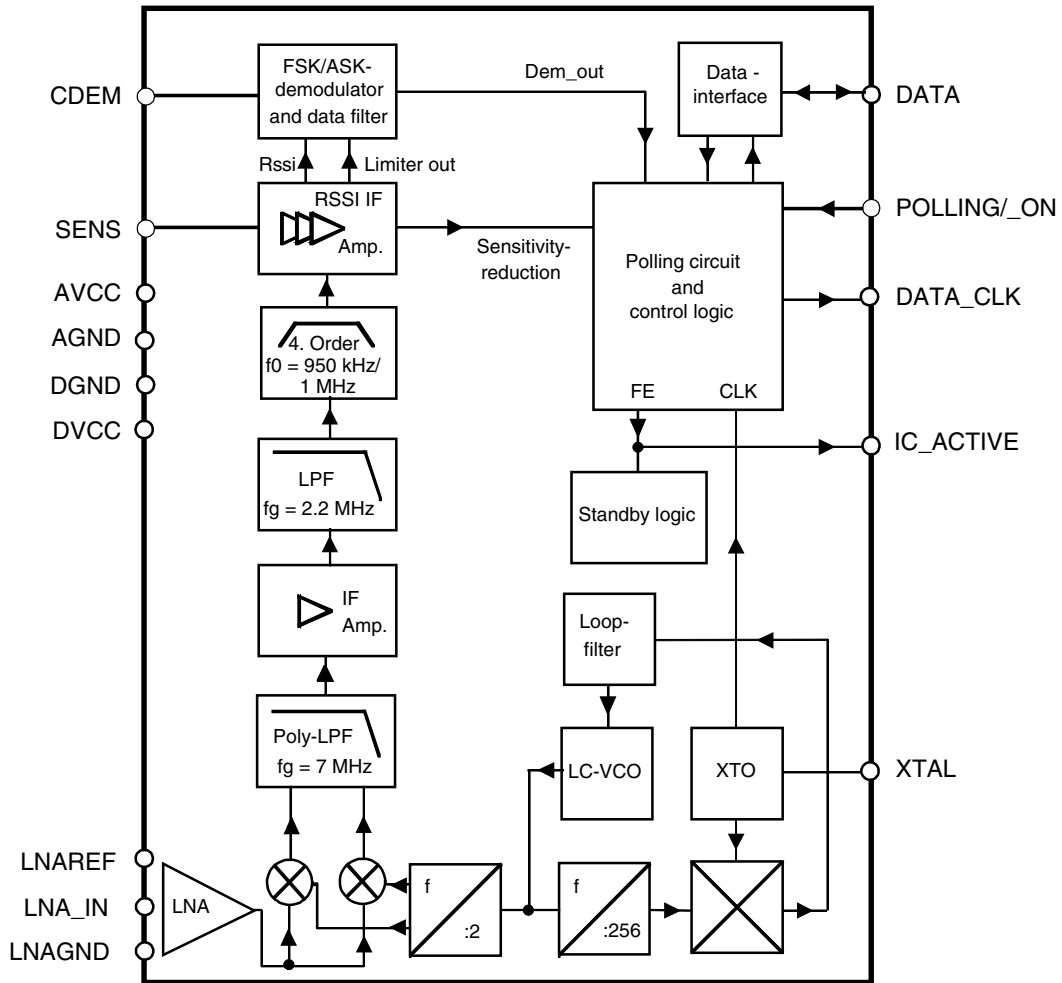 FSK/ASK-
demodulator
and data filter
Dem_out
Data -
interface
CDEM
DATA
Rssi
Limiter out
RSSI IF
Amp.
SENS
POLLING/_ON
Sensitivity-
reduction
Polling circuit
and
control logic
AVCC
DATA_CLK
AGND
4. Order
f0 = 950 kHz/
1 MHz
DGND
FE
CLK
DVCC
IC_ACTIVE
LPF
fg = 2.2 MHz
Standby logic
IF
Amp.
Loop-
filter
Poly-LPF
fg = 7 MHz
LC-VCO
XTO
XTAL
LNAREF
LNA_IN
LNAGND
LNA
f
:2
f
:256